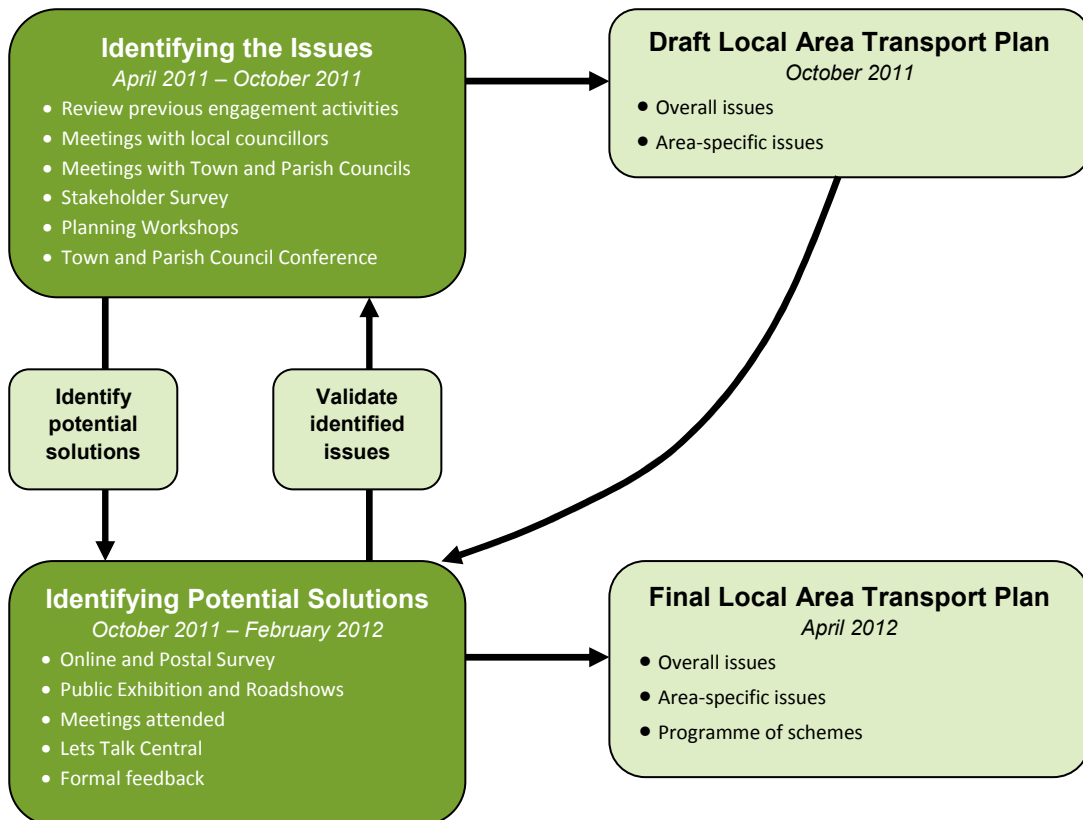 Identifying the Issues
April 2011 – October 2011
• Review previous engagement activities
• Meetings with local councillors
• Meetings with Town and Parish Councils
• Stakeholder Survey
• Planning Workshops
• Town and Parish Council Conference
Draft Local Area Transport Plan
October 2011
• Overall issues
• Area-specific issues
Identify
potential
solutions
Validate
identified
issues
Identifying Potential Solutions
October 2011 – February 2012
• Online and Postal Survey
• Public Exhibition and Roadshows
• Meetings attended
• Lets Talk Central
• Formal feedback
Final Local Area Transport Plan
April 2012
• Overall issues
• Area-specific issues
• Programme of schemes